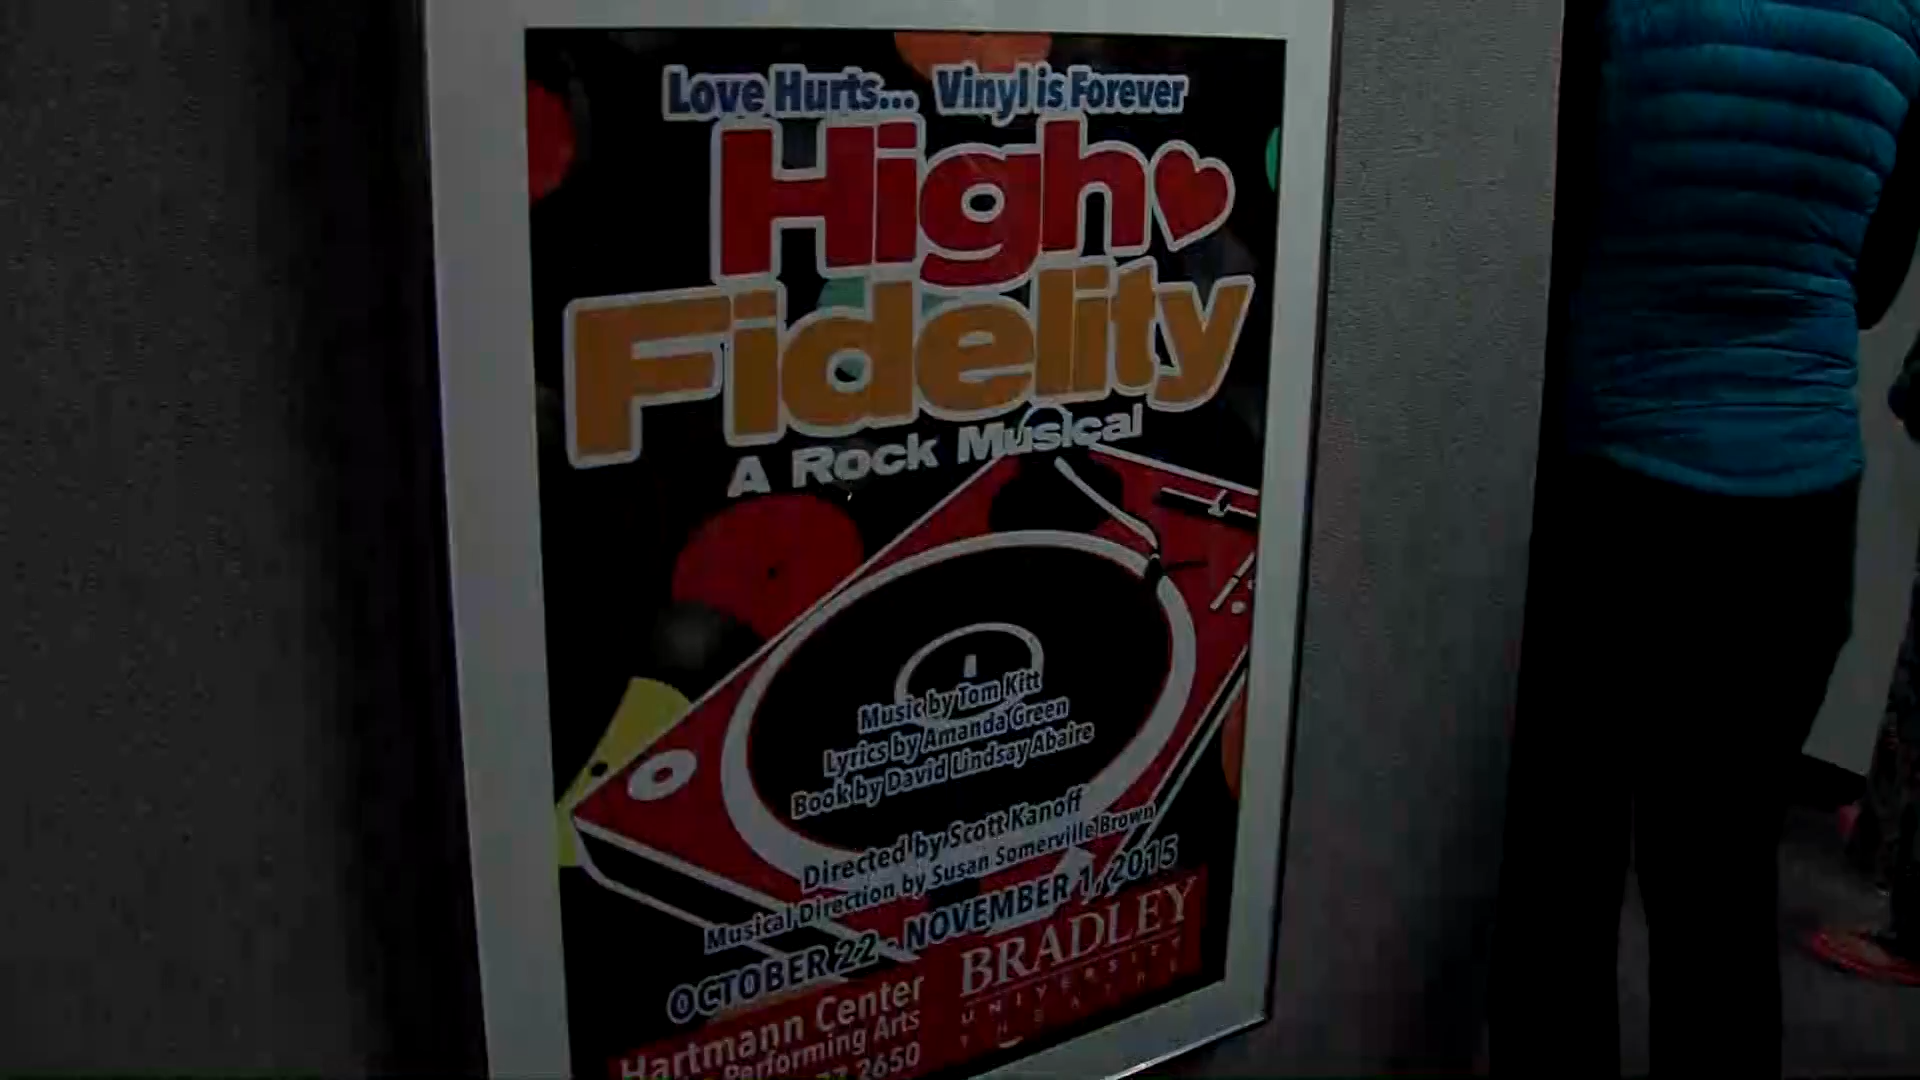 Love Hurts... Vinyl is Forever
High
Fidelity
A Rock Musical
Music by Tom Kitt
Lyrics by Amanda Green
Book by David Lindsay Abaire
Directed by Scott Kanoff
Musical Direction by Susan Somerville Brown
OCTOBER 22 - NOVEMBER 1, 2015
Hartmann Center
Performing Arts
2650
BRADLEY
UNIVERSITY
THEATRE